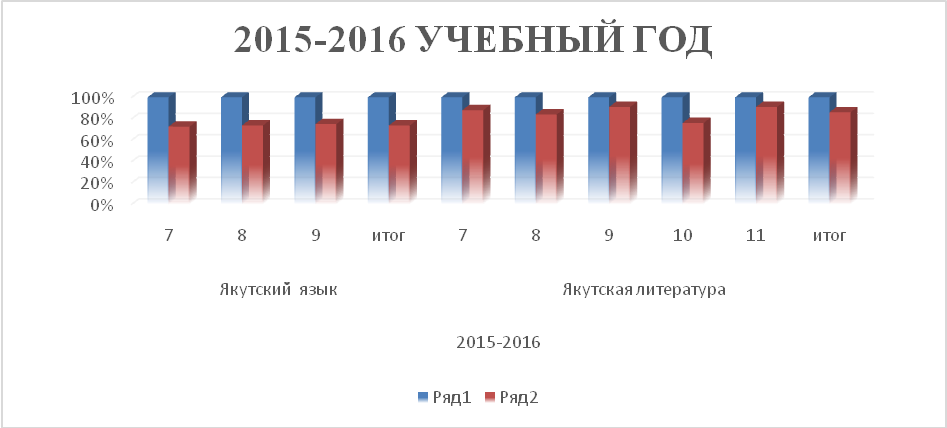 2015-2016 УЧЕБНЫЙ ГОД
100%
80%
60%
40%
20%
0%
7 8 9 итог 7 8 9 10 11 итог
Якутский язык Якутская литература
2015-2016
Ряд1 Ряд2